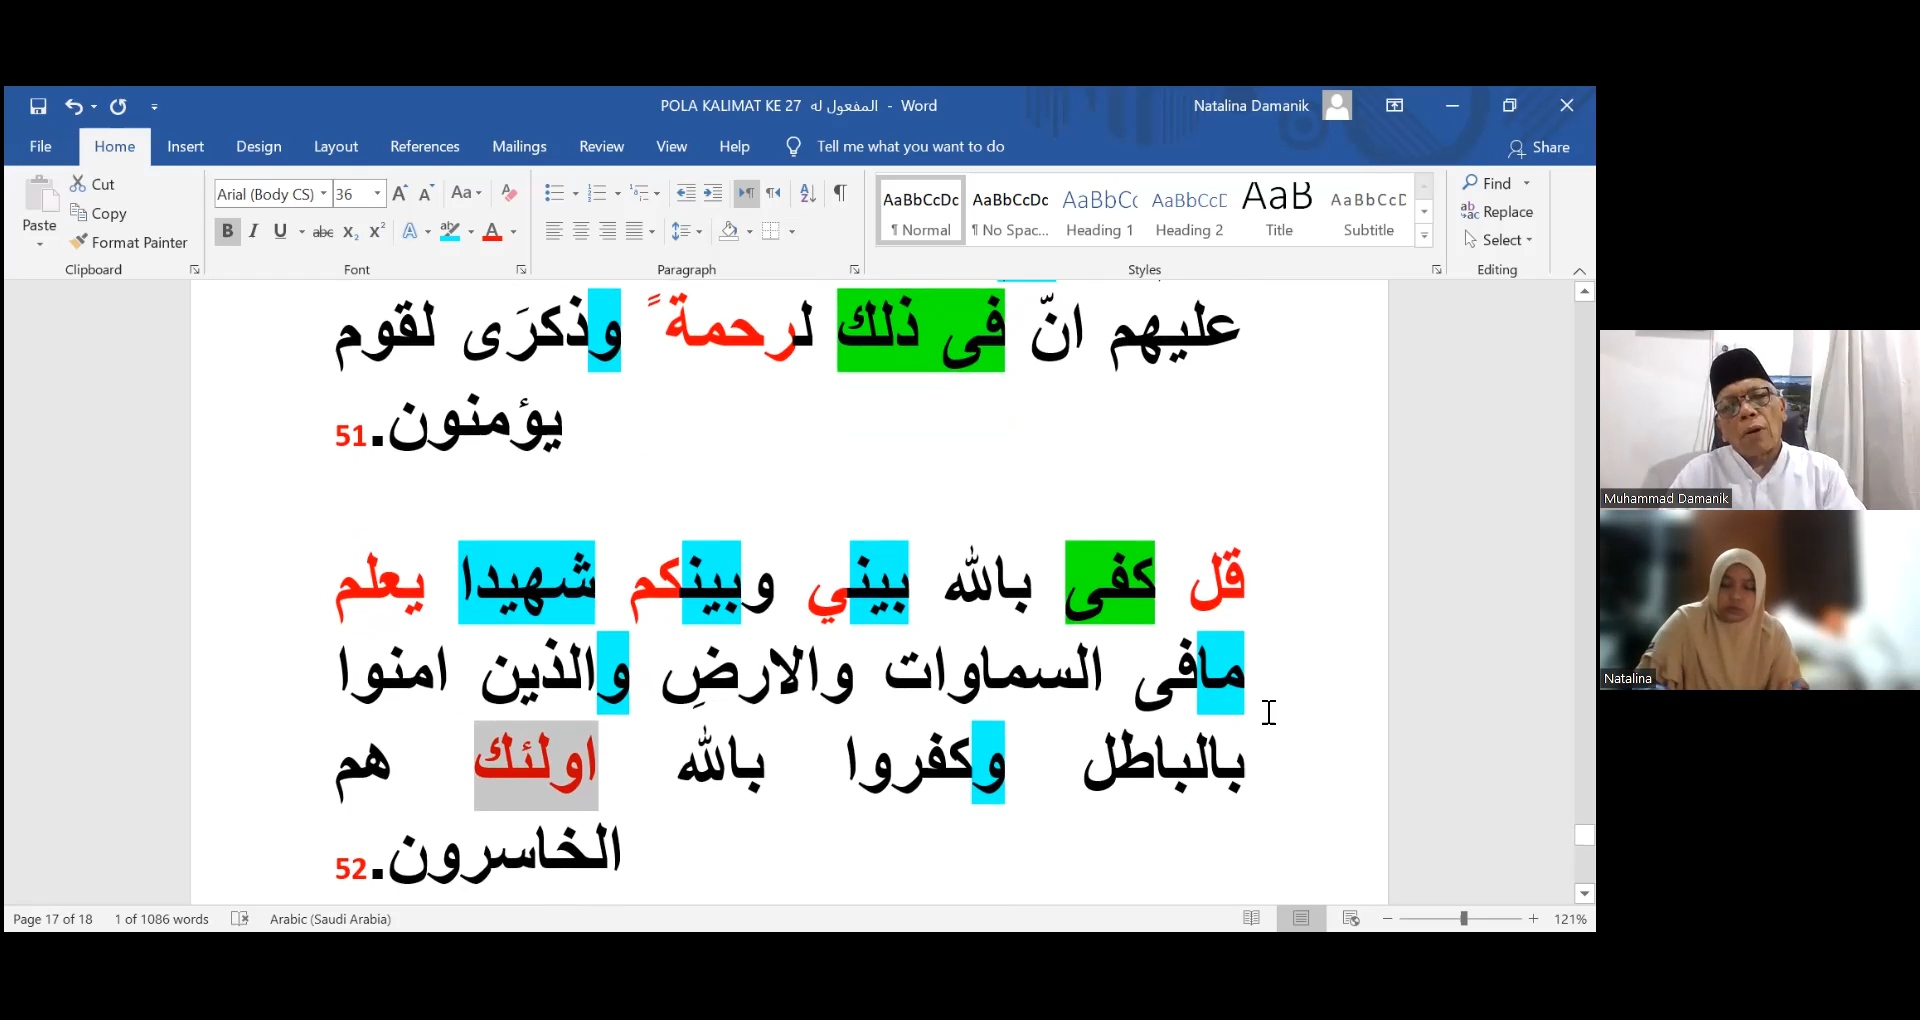 POLA KALIMAT KE 27 المفعول له - Word
Natalina Damanik
File Home Insert Design Layout References Mailings Review View Help Tell me what you want to do Share
Paste Cut Copy Format Painter Clipboard
Arial (Body CS) 36 Aa B I U abc X₂ X² A A Font
Paragraph
AaBbCcDc AaBbCcDc AaBbCc AaBbCcD AaB AaBbCcD
¶ Normal ¶ No Spac... Heading 1 Heading 2 Title Subtitle
Styles
Find Replace Select Editing
عليهم انّ فى ذلك لرحمة ً وذكرَى لقوم
يؤمنون.51
قل كفى بالله بيني وبينكم شهيدا يعلم
مافى السماوات والارضِ والذين امنوا
بالباطل وكفروا بالله اولئك هم
الخاسرون.52
Page 17 of 18 1 of 1086 words Arabic (Saudi Arabia) 121%
Muhammad Damanik
Natalina